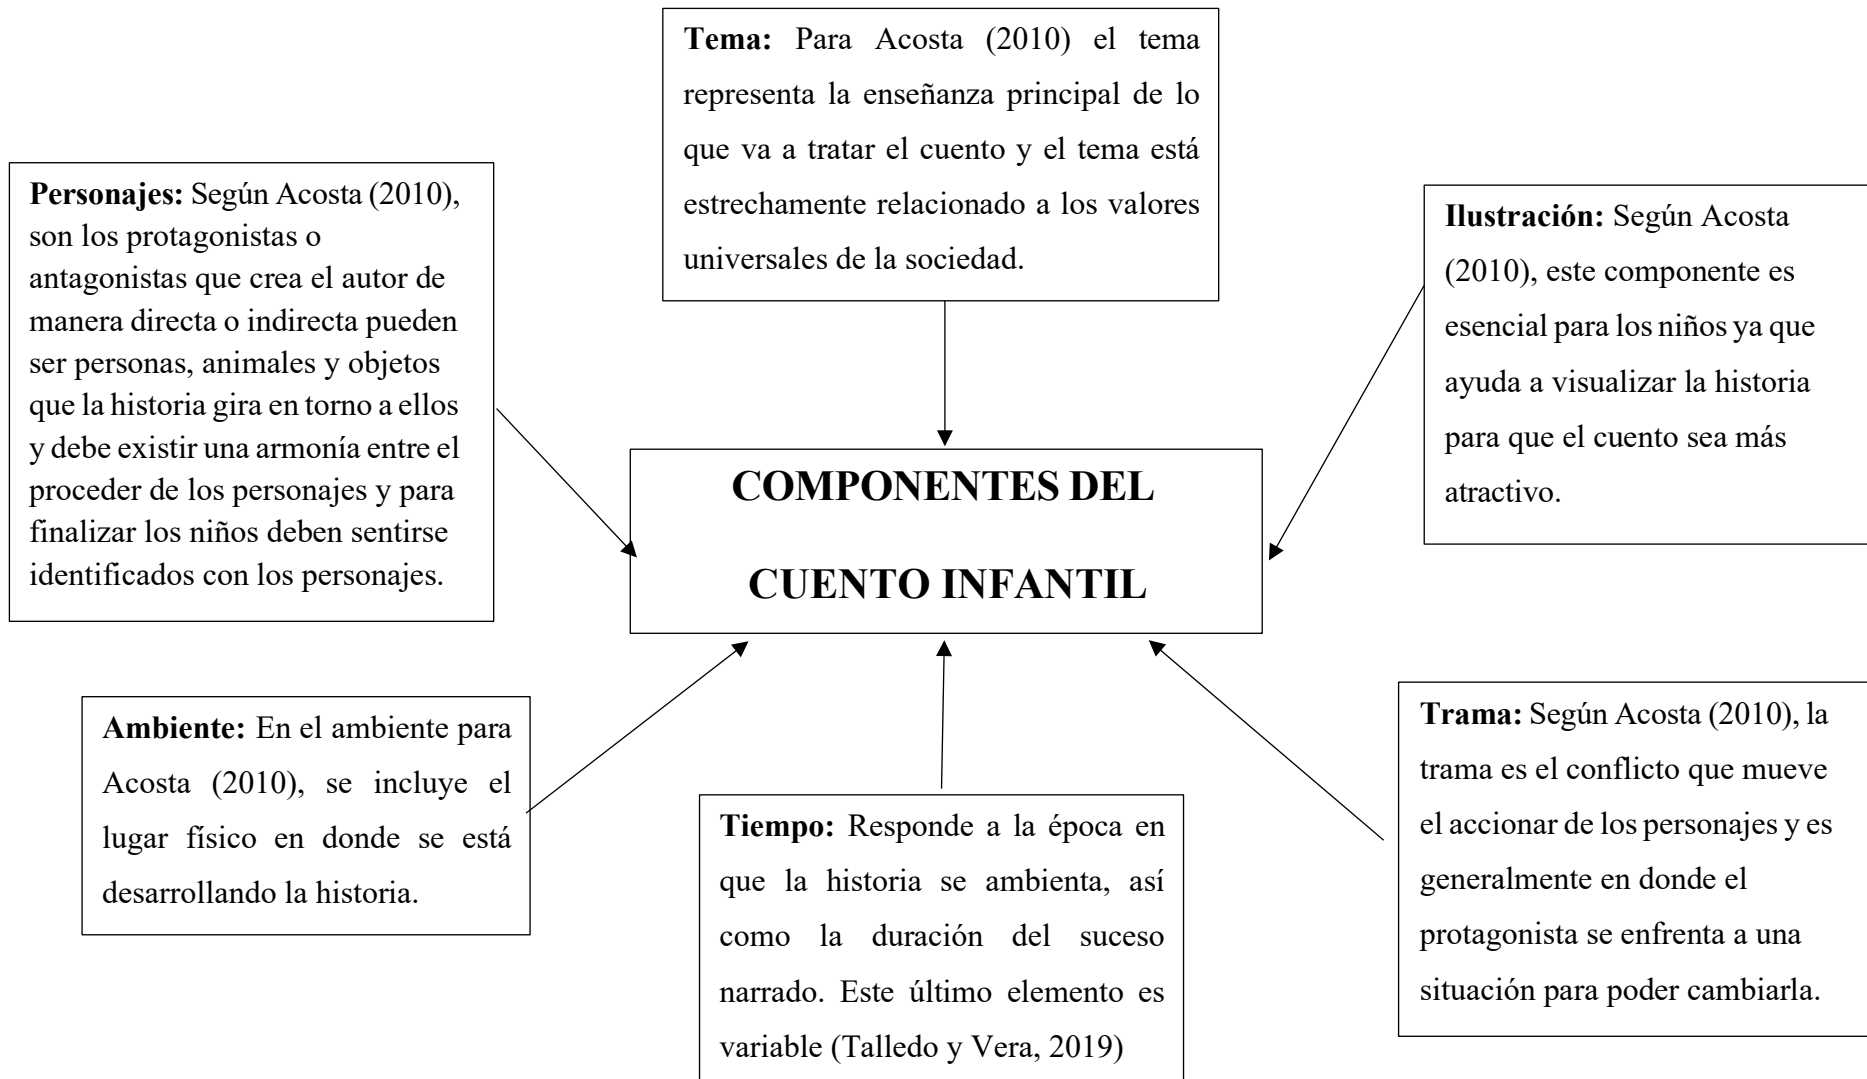 Tema: Para Acosta (2010) el tema
representa la enseñanza principal de lo
que va a tratar el cuento y el tema está
estrechamente relacionado a los valores
universales de la sociedad.
Personajes: Según Acosta (2010),
son los protagonistas o
antagonistas que crea el autor de
manera directa o indirecta pueden
ser personas, animales y objetos
que la historia gira en torno a ellos
y debe existir una armonía entre el
proceder de los personajes y para
finalizar los niños deben sentirse
identificados con los personajes.
Ilustración: Según Acosta
(2010), este componente es
esencial para los niños ya que
ayuda a visualizar la historia
para que el cuento sea más
atractivo.
COMPONENTES DEL
CUENTO INFANTIL
Ambiente: En el ambiente para
Acosta (2010), se incluye el
lugar físico en donde se está
desarrollando la historia.
Tiempo: Responde a la época en
que la historia se ambienta, así
como la duración del suceso
narrado. Este último elemento es
variable (Talledo y Vera, 2019)
Trama: Según Acosta (2010), la
trama es el conflicto que mueve
el accionar de los personajes y es
generalmente en donde el
protagonista se enfrenta a una
situación para poder cambiarla.